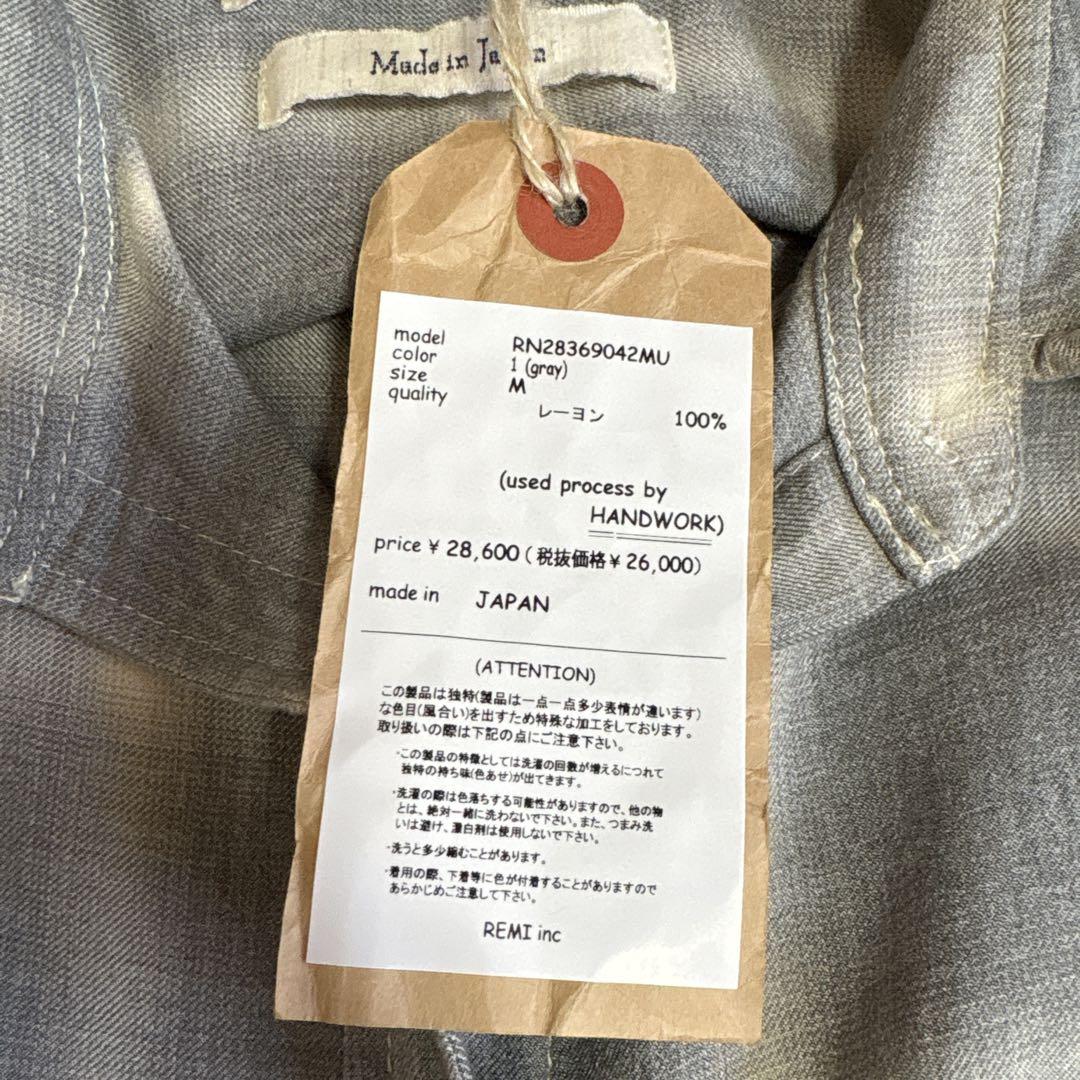 Made in Japan
model RN28369042MU
color 1 (gray)
size M
quality レーヨン 100%
(used process by
HANDWORK)
price ¥ 28,600 ( 税抜価格 ¥ 26,000)
made in JAPAN
(ATTENTION)
この製品は独特(製品は一点一点多少表情が違います)
な色目(風合い)を出すため特殊な加工をしております。
取り扱いの際は下記の点にご注意下さい。
・この製品の特徴としては洗濯の回数が増えるにつれて
独特の持ち味(色あせ)が出てきます。
・洗濯の際は色落ちする可能性がありますので、他の物
とは、絶対一緒に洗わないで下さい。また、つまみ洗
いは避け、漂白剤は使用しないで下さい。
・洗うと多少縮むことがあります。
・着用の際、下着等に色が付着することがありますので
あらかじめご注意して下さい。
REMI inc